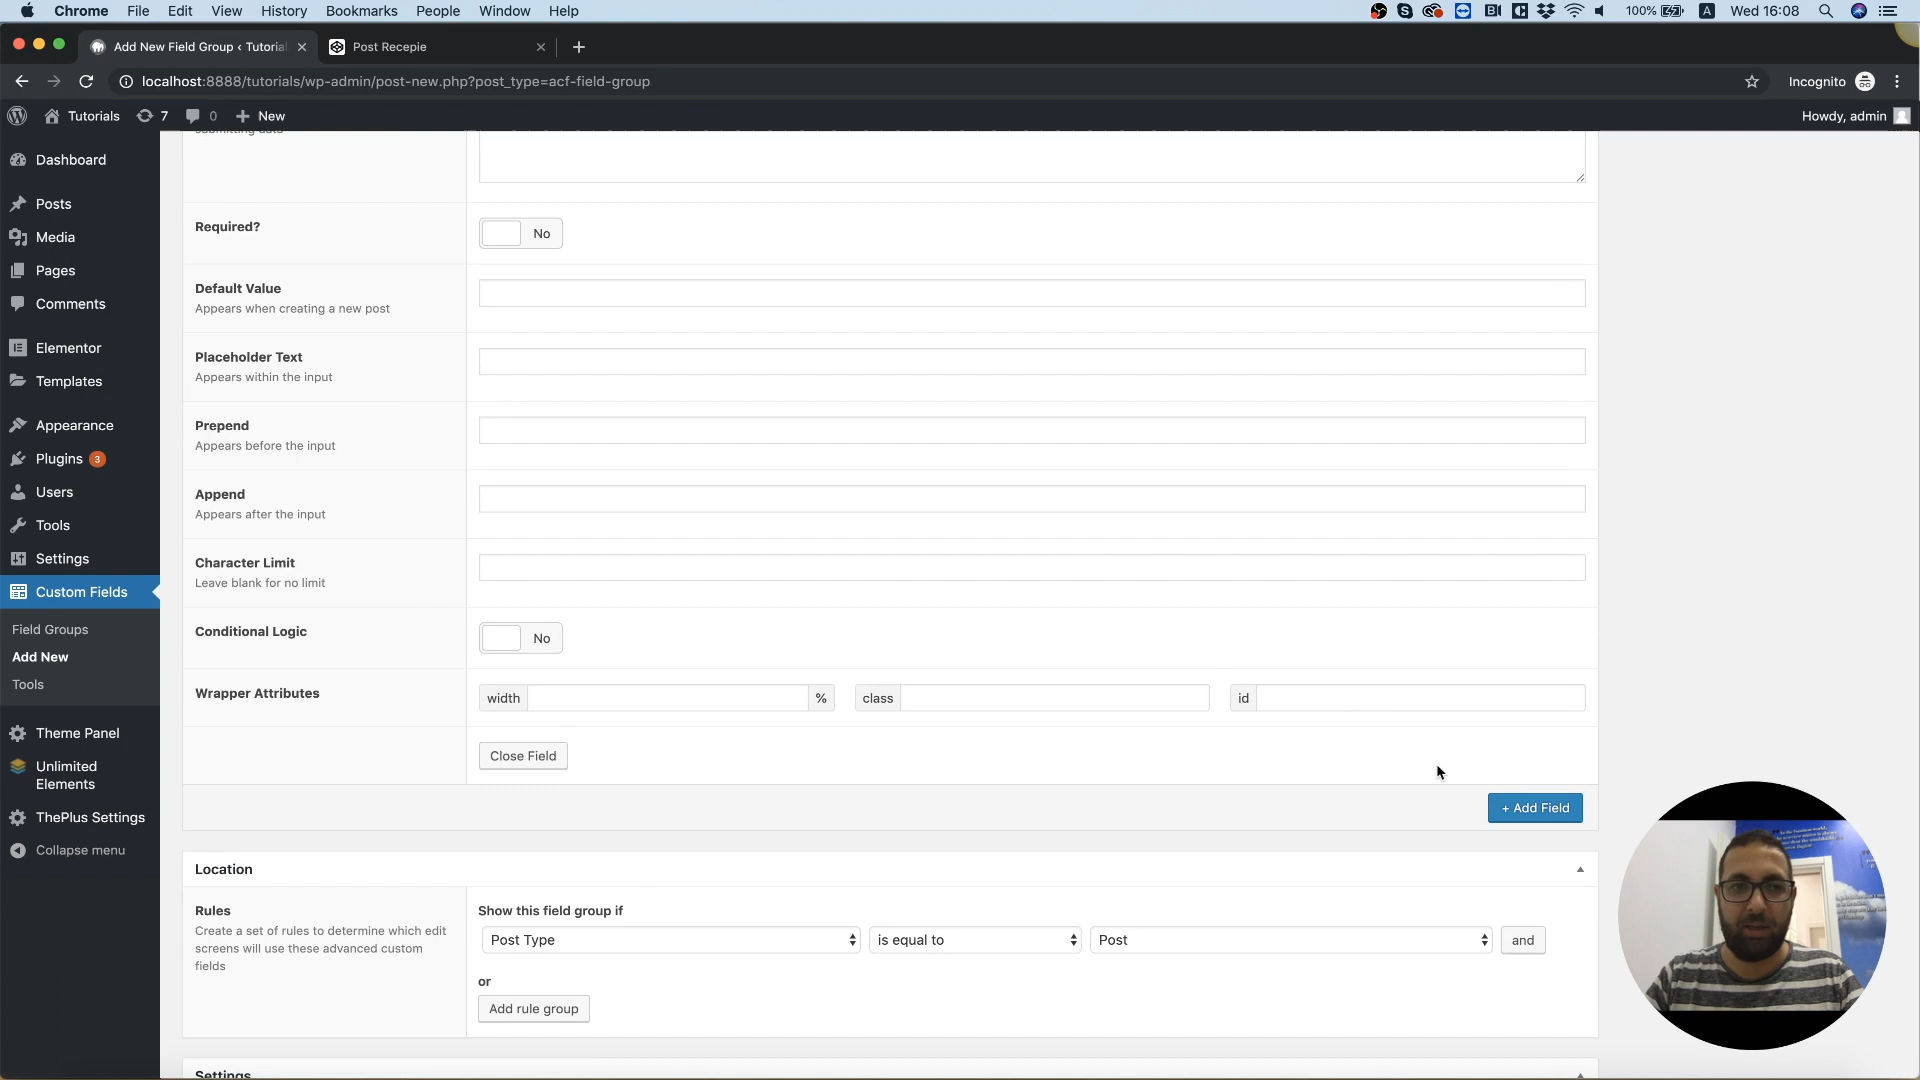 Chrome File Edit View History Bookmarks People Window Help 100% A Wed 16:08
Add New Field Group ‹ Tutorial Post Recepie
localhost:8888/tutorials/wp-admin/post-new.php?post_type=acf-field-group Incognito
Tutorials 7 0 New Howdy, admin
submitting data
Dashboard
Posts
Media
Pages
Comments
Elementor
Templates
Appearance
Plugins 3
Users
Tools
Settings
Custom Fields
Field Groups
Add New
Tools
Theme Panel
Unlimited
Elements
ThePlus Settings
Collapse menu
Required?
No
Default Value
Appears when creating a new post
Placeholder Text
Appears within the input
Prepend
Appears before the input
Append
Appears after the input
Character Limit
Leave blank for no limit
Conditional Logic
No
Wrapper Attributes
width % class id
Close Field
+ Add Field
Location
Rules
Create a set of rules to determine which edit
screens will use these advanced custom
fields
Show this field group if
Post Type is equal to Post and
or
Add rule group
Settings